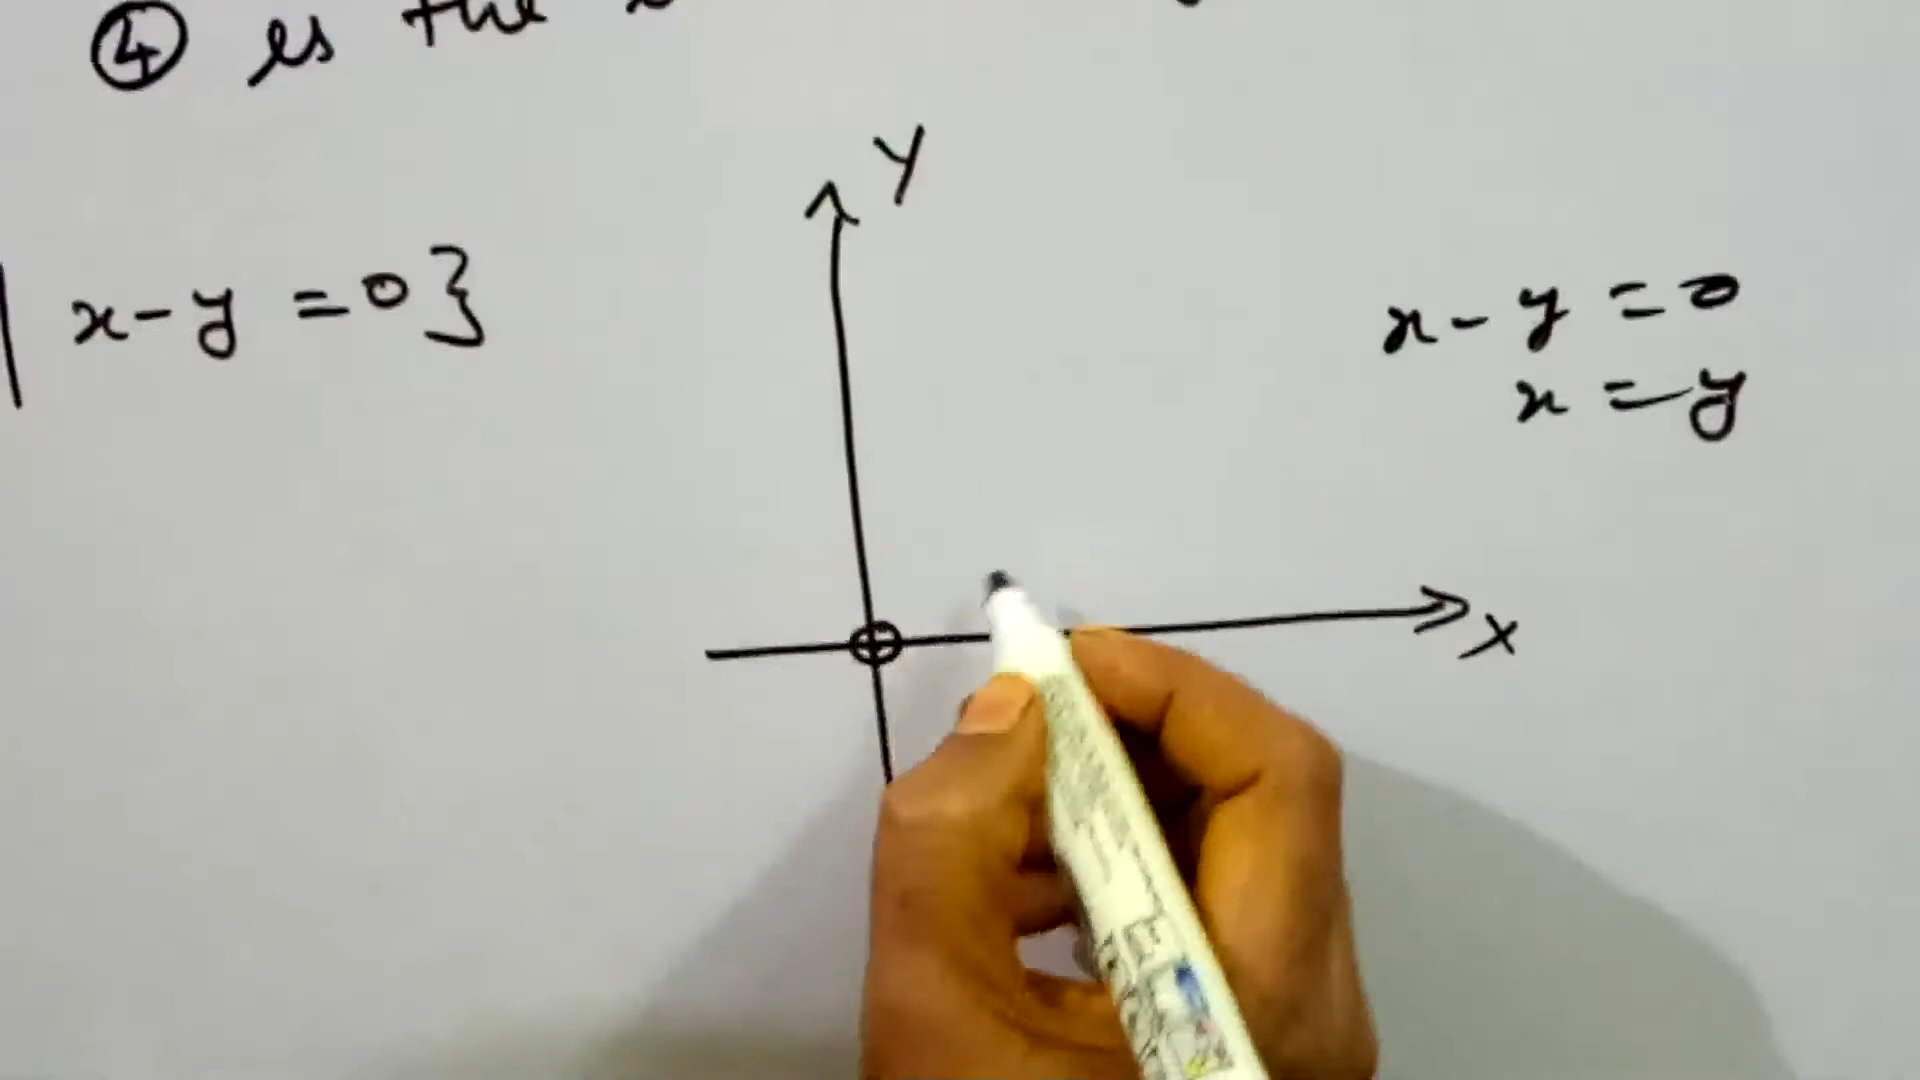 ④ is the
Y
| x - y = 0 }
x - y = 0
x = y
X